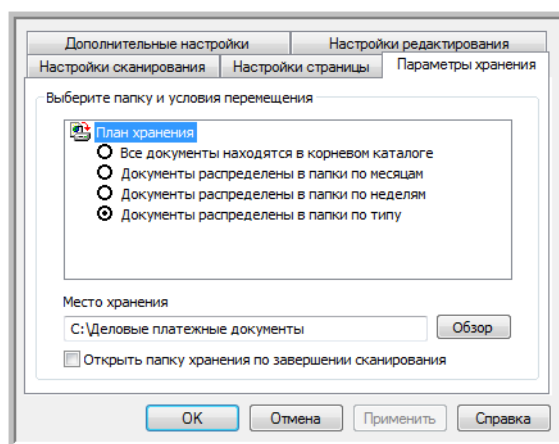 Дополнительные настройки
Настройки редактирования
Настройки сканирования
Настройки страницы
Параметры хранения
Выберите папку и условия перемещения
План хранения
Все документы находятся в корневом каталоге
Документы распределены в папки по месяцам
Документы распределены в папки по неделям
Документы распределены в папки по типу
Место хранения
C:\Деловые платежные документы
Обзор
Открыть папку хранения по завершении сканирования
OK
Отмена
Применить
Справка